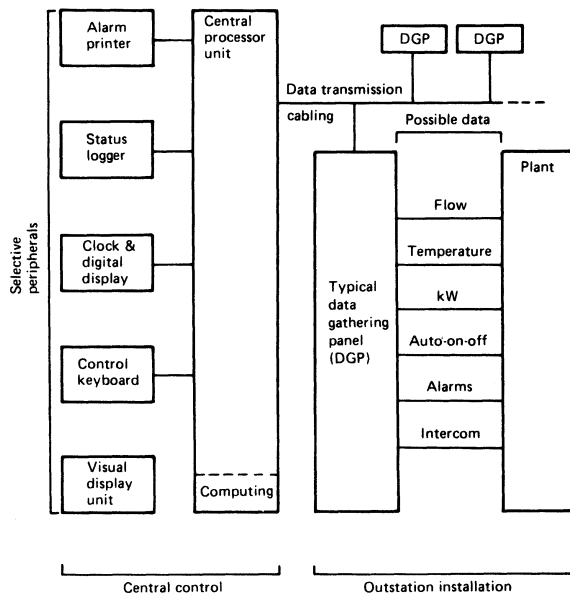 Alarm
printer
Central
processor
unit
DGP
DGP
Data transmission
cabling
Possible data
Status
logger
Plant
Selective
peripherals
Clock &
digital
display
Flow
Temperature
Typical
data
gathering
panel
(DGP)
kW
Auto-on-off
Control
keyboard
Alarms
Intercom
Visual
display
unit
Computing
Central control
Outstation installation